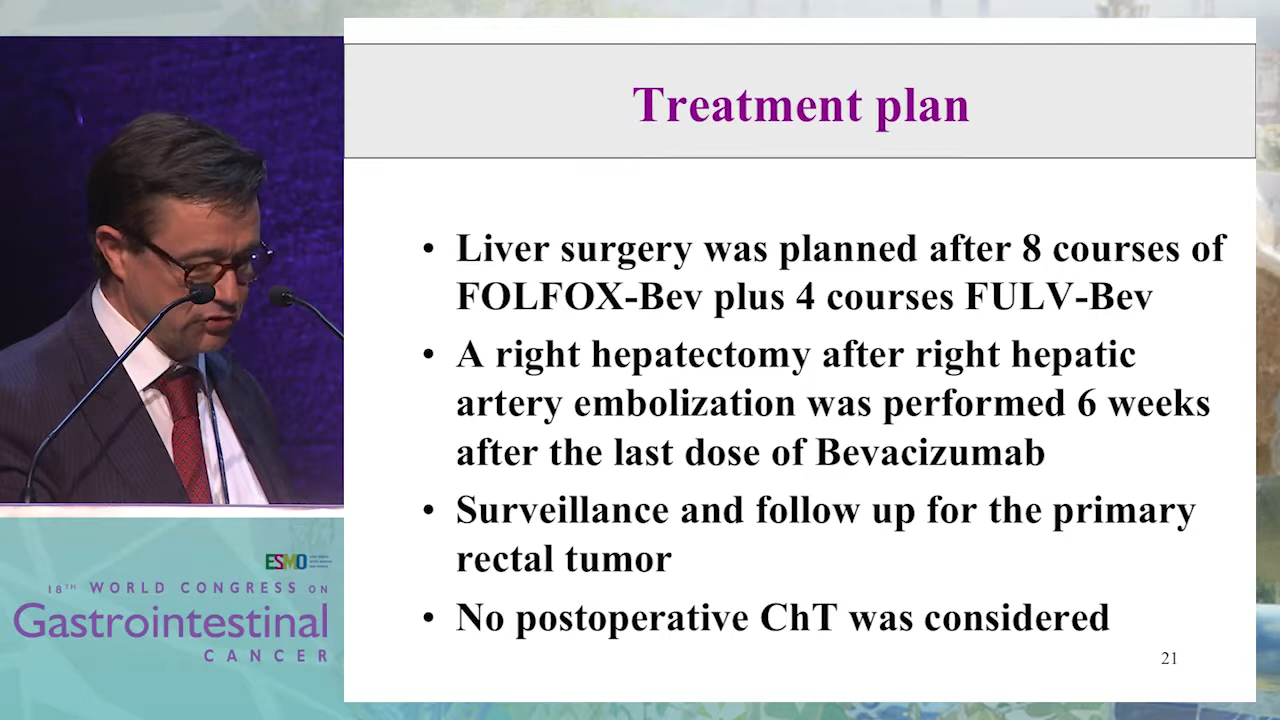 Treatment plan
• Liver surgery was planned after 8 courses of
FOLFOX-Bev plus 4 courses FULV-Bev
• A right hepatectomy after right hepatic
artery embolization was performed 6 weeks
after the last dose of Bevacizumab
• Surveillance and follow up for the primary
rectal tumor
• No postoperative ChT was considered
21
ESMO
18TH WORLD CONGRESS ON
Gastrointestinal
CANCER